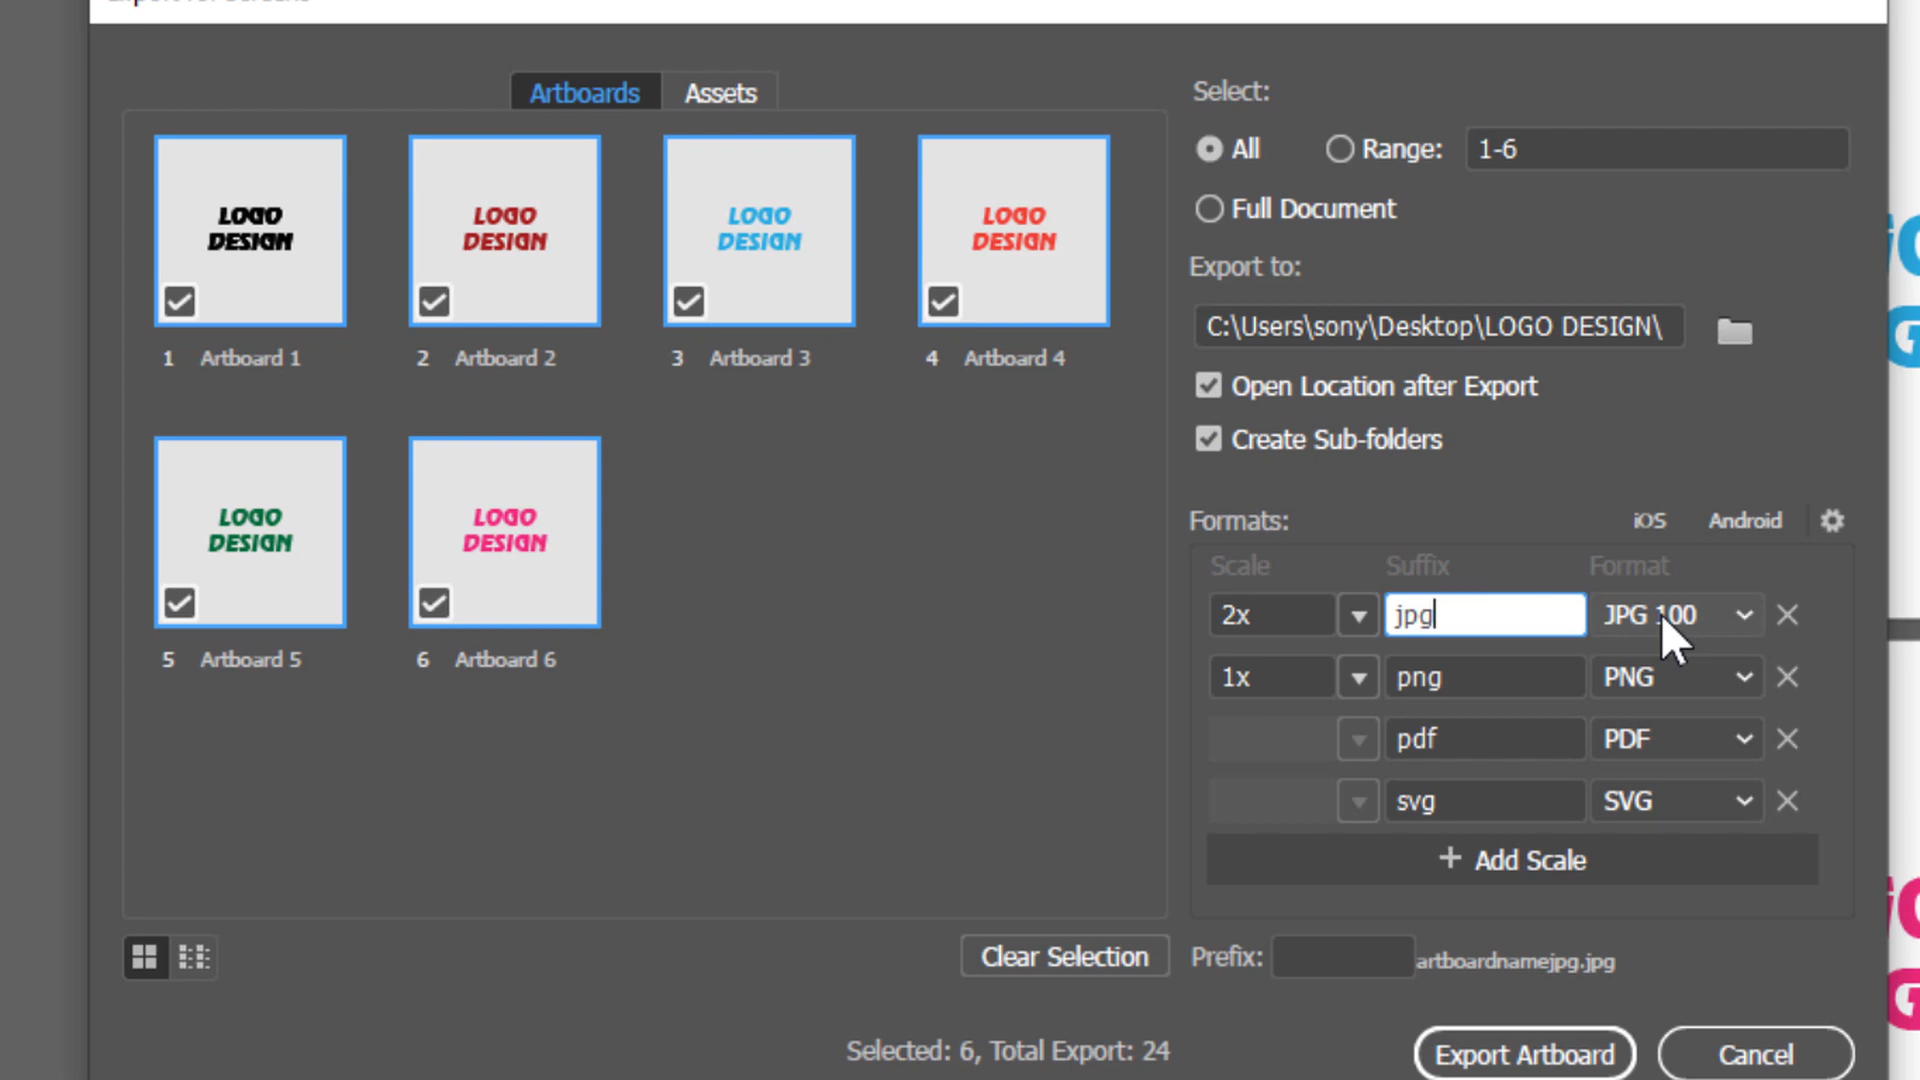 Export for Screens
Artboards
Assets
LOGO
DESIGN
LOGO
DESIGN
LOGO
DESIGN
LOGO
DESIGN
1 Artboard 1
2 Artboard 2
3 Artboard 3
4 Artboard 4
LOGO
DESIGN
LOGO
DESIGN
5 Artboard 5
6 Artboard 6
Clear Selection
Selected: 6, Total Export: 24
Select:
All
Range:
1-6
Full Document
Export to:
C:\Users\sony\Desktop\LOGO DESIGN\
Open Location after Export
Create Sub-folders
Formats:
iOS
Android
Scale Suffix Format
2x jpg JPG 100
1x png PNG
pdf PDF
svg SVG
+ Add Scale
Prefix:
artboardnamejpg.jpg
Export Artboard
Cancel